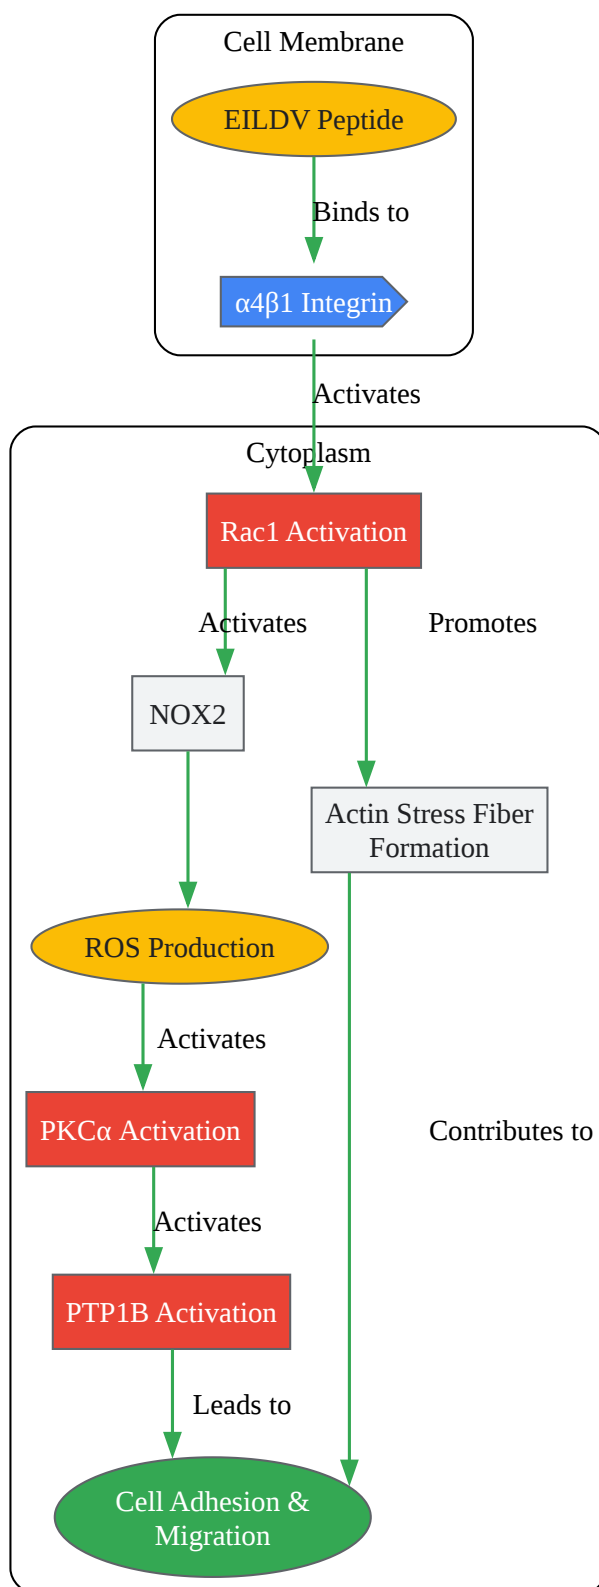 Cell Membrane
EILDV Peptide
Binds to
α4β1 Integrin
Activates
Cytoplasm
Rac1 Activation
Activates
Promotes
NOX2
Actin Stress Fiber
Formation
ROS Production
Activates
PKCα Activation
Contributes to
Activates
PTP1B Activation
Leads to
Cell Adhesion &
Migration